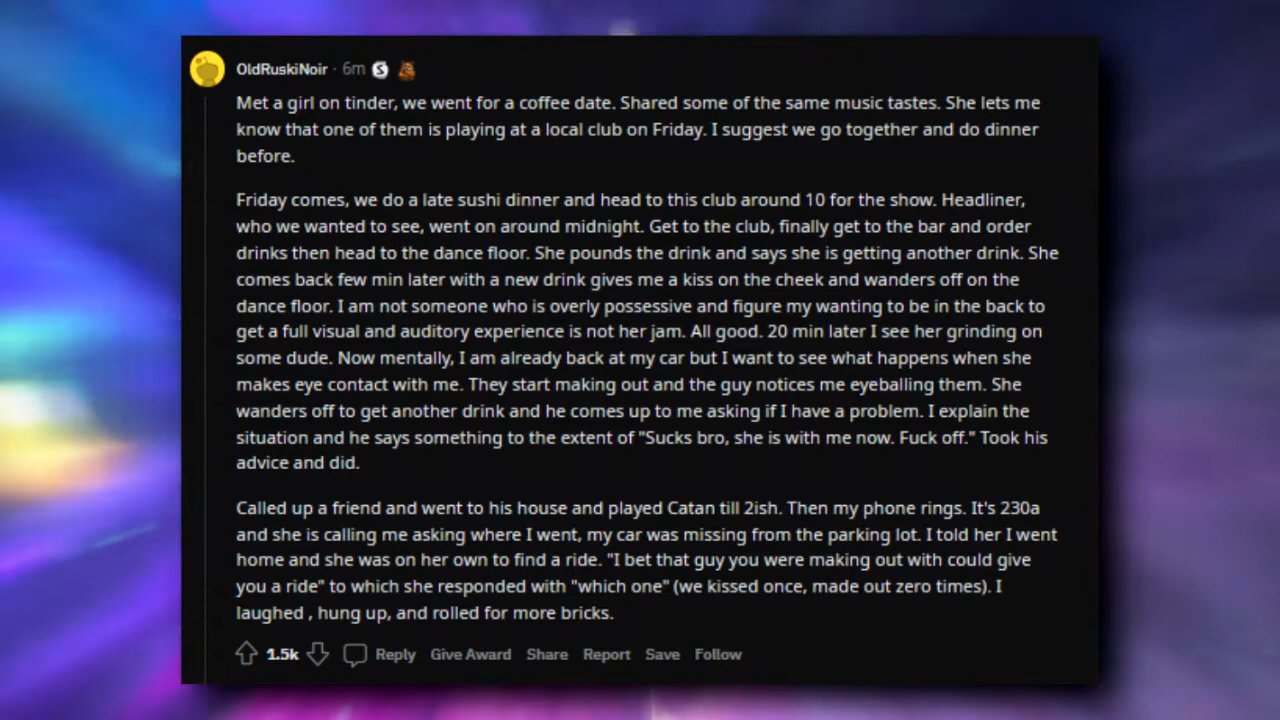 OldRuskiNoir · 6m
Met a girl on tinder, we went for a coffee date. Shared some of the same music tastes. She lets me
know that one of them is playing at a local club on Friday. I suggest we go together and do dinner
before.
Friday comes, we do a late sushi dinner and head to this club around 10 for the show. Headliner,
who we wanted to see, went on around midnight. Get to the club, finally get to the bar and order
drinks then head to the dance floor. She pounds the drink and says she is getting another drink. She
comes back few min later with a new drink gives me a kiss on the cheek and wanders off on the
dance floor. I am not someone who is overly possessive and figure my wanting to be in the back to
get a full visual and auditory experience is not her jam. All good. 20 min later I see her grinding on
some dude. Now mentally, I am already back at my car but I want to see what happens when she
makes eye contact with me. They start making out and the guy notices me eyeballing them. She
wanders off to get another drink and he comes up to me asking if I have a problem. I explain the
situation and he says something to the extent of "Sucks bro, she is with me now. Fuck off." Took his
advice and did.
Called up a friend and went to his house and played Catan till 2ish. Then my phone rings. It's 230a
and she is calling me asking where I went, my car was missing from the parking lot. I told her I went
home and she was on her own to find a ride. "I bet that guy you were making out with could give
you a ride" to which she responded with "which one" (we kissed once, made out zero times). I
laughed , hung up, and rolled for more bricks.
1.5k Reply Give Award Share Report Save Follow